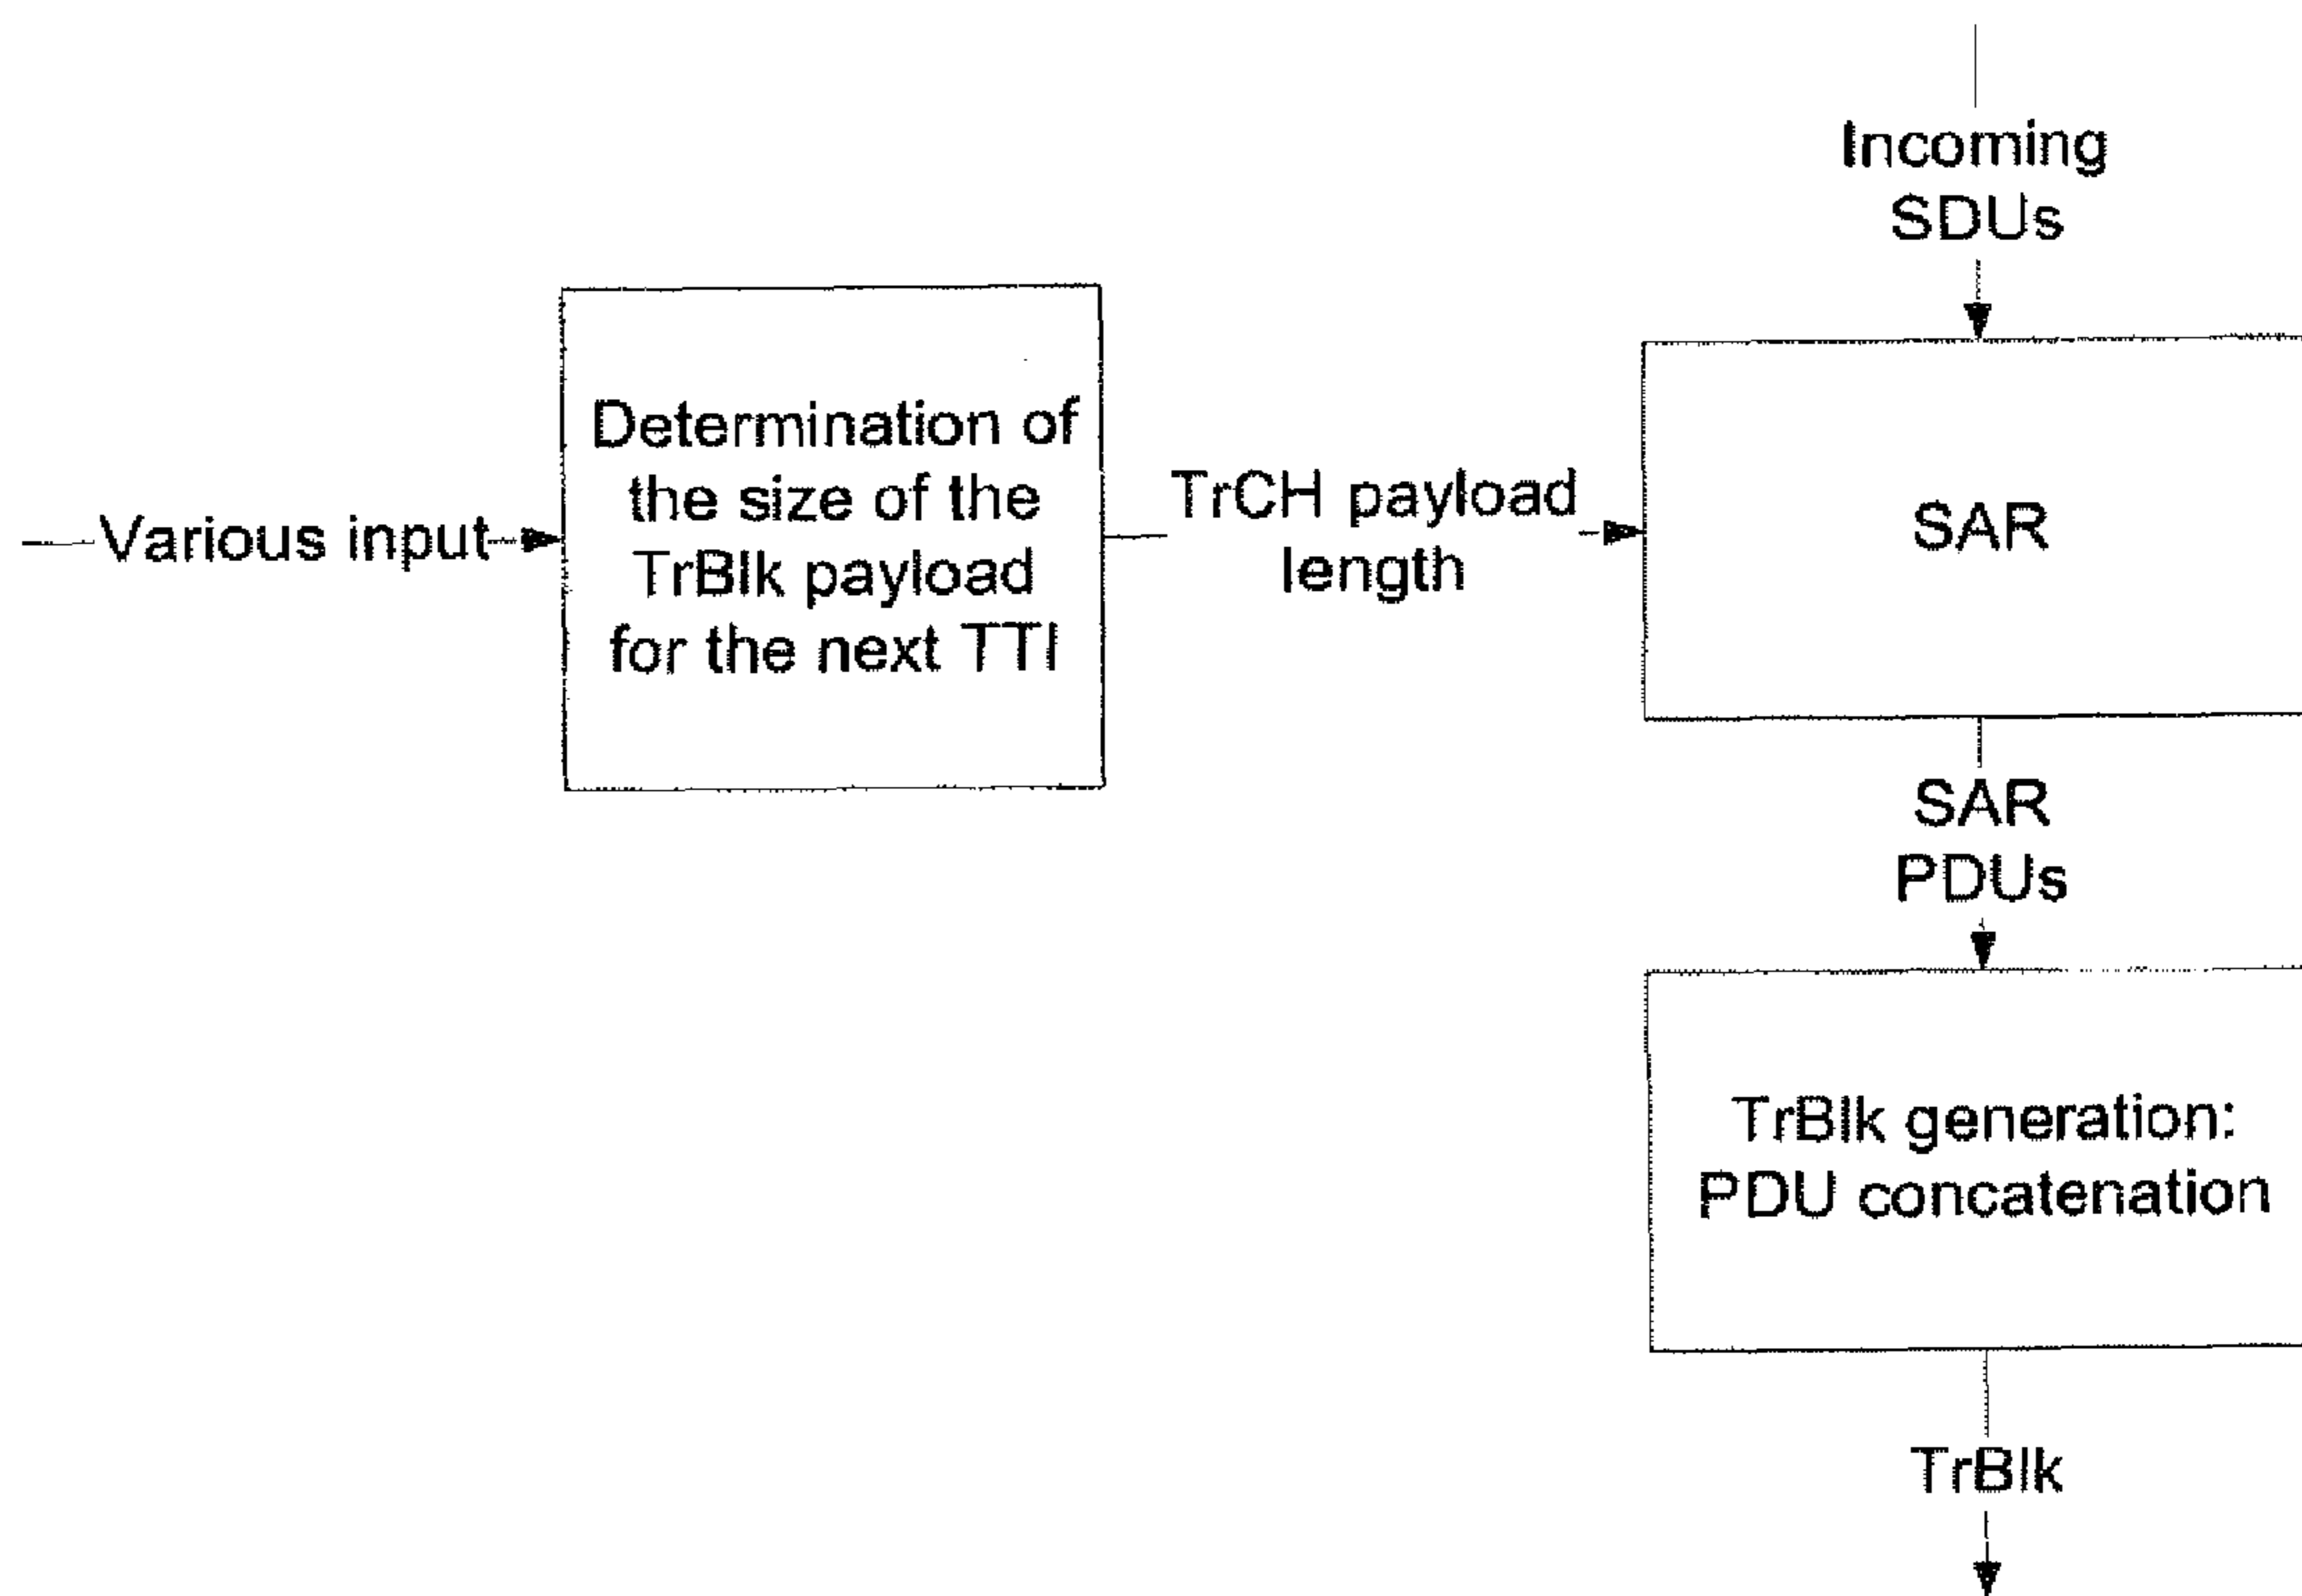 Incoming
SDUs
Various input
Determination of
the size of the
TrBlk payload
for the next TTI
TrCH payload
length
SAR
SAR
PDUs
TrBlk generation:
PDU concatenation
TrBlk